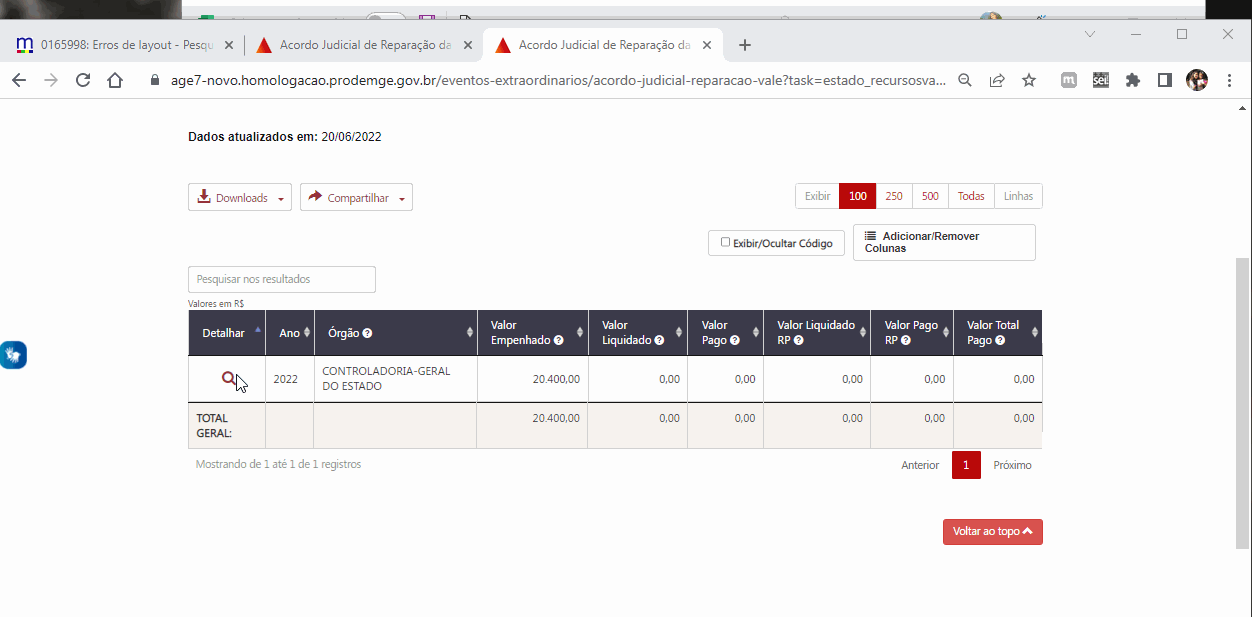 0165998: Erros de layout - Pesqu
Acordo Judicial de Reparação da
Acordo Judicial de Reparação da
age7-novo.homologacao.prodemge.gov.br/eventos-extraordinarios/acordo-judicial-reparacao-vale?task=estado_recursosva...
Dados atualizados em: 20/06/2022
Downloads
Compartilhar
Exibir 100 250 500 Todas Linhas
Exibir/Ocultar Código
Adicionar/Remover
Colunas
Pesquisar nos resultados
Valores em R$
Detalhar Ano Órgão Valor Empenhado Valor Liquidado Valor Pago Valor Liquidado RP Valor Pago RP Valor Total Pago
2022 CONTROLADORIA-GERAL DO ESTADO 20.400,00 0,00 0,00 0,00 0,00 0,00
TOTAL GERAL: 20.400,00 0,00 0,00 0,00 0,00 0,00
Mostrando de 1 até 1 de 1 registros
Anterior 1 Próximo
Voltar ao topo